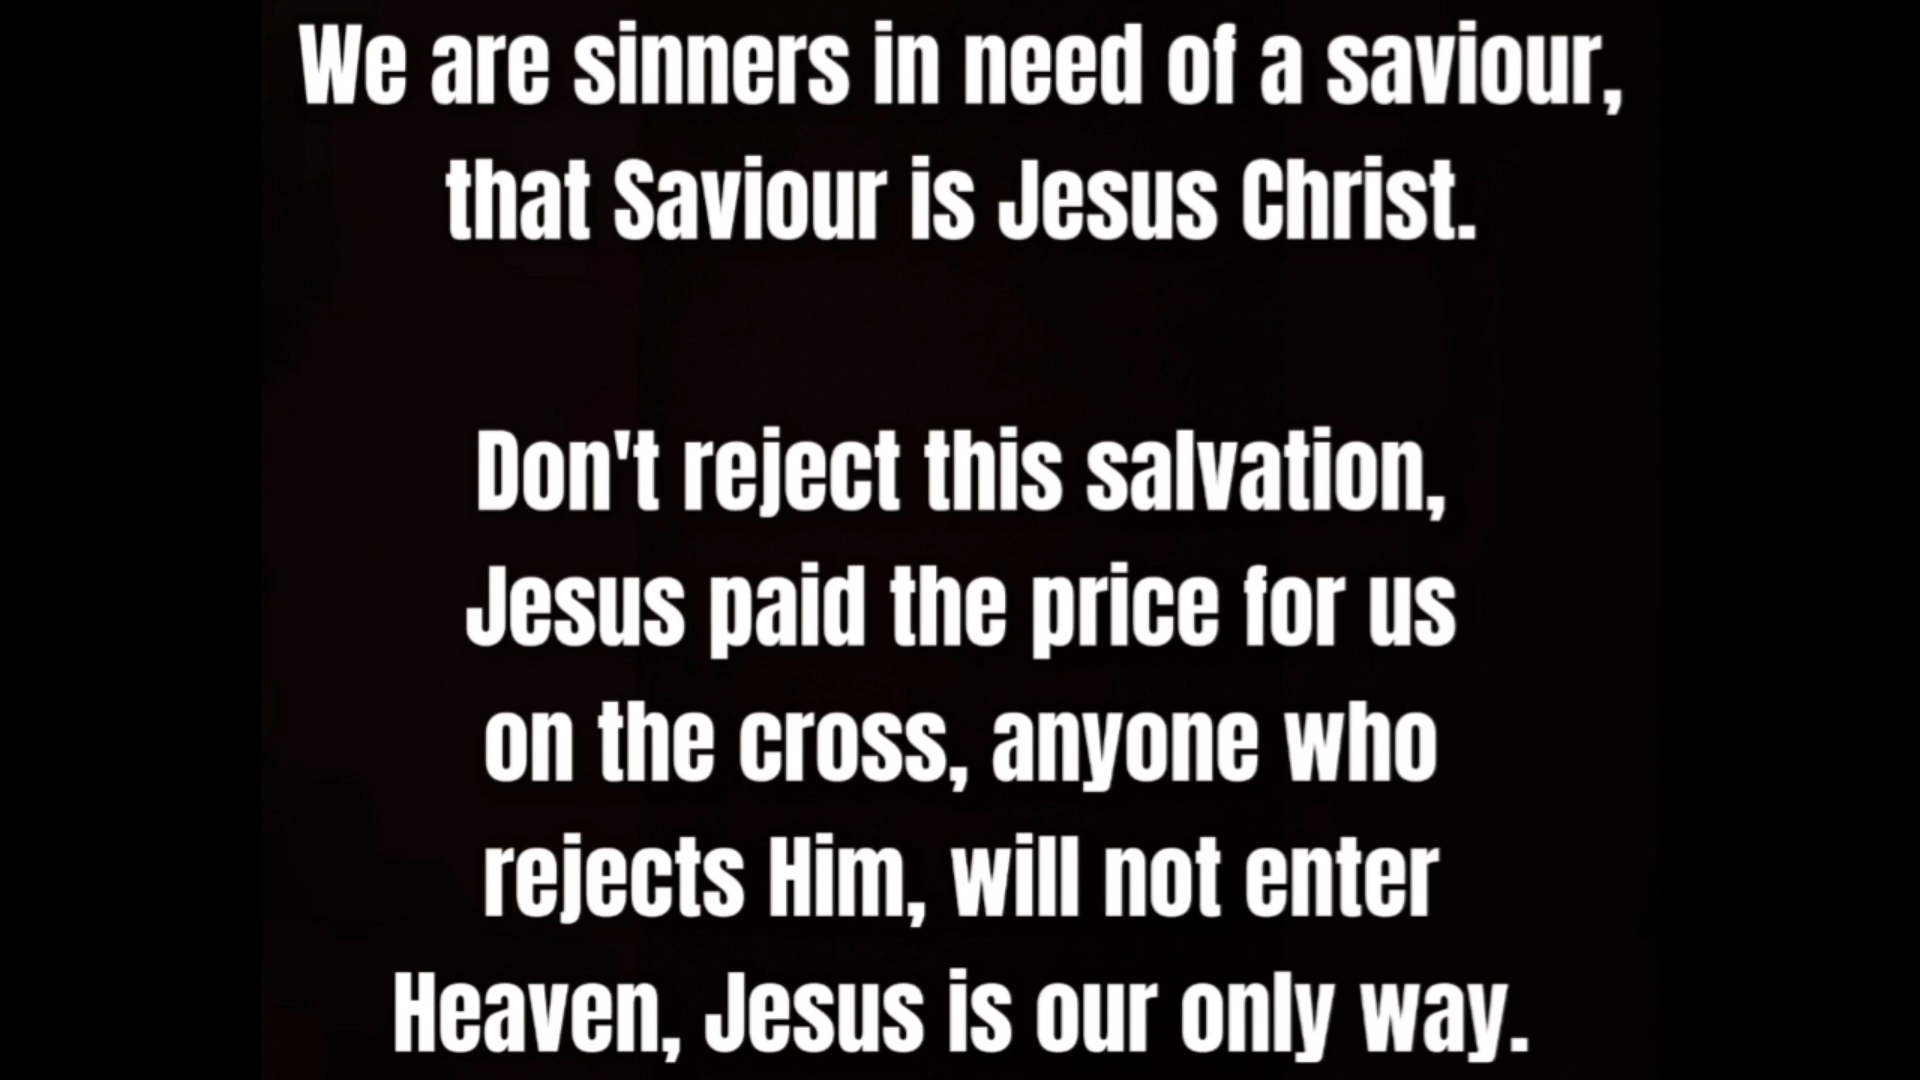 We are sinners in need of a saviour,
that Saviour is Jesus Christ.
Don't reject this salvation,
Jesus paid the price for us
on the cross, anyone who
rejects Him, will not enter
Heaven, Jesus is our only way.